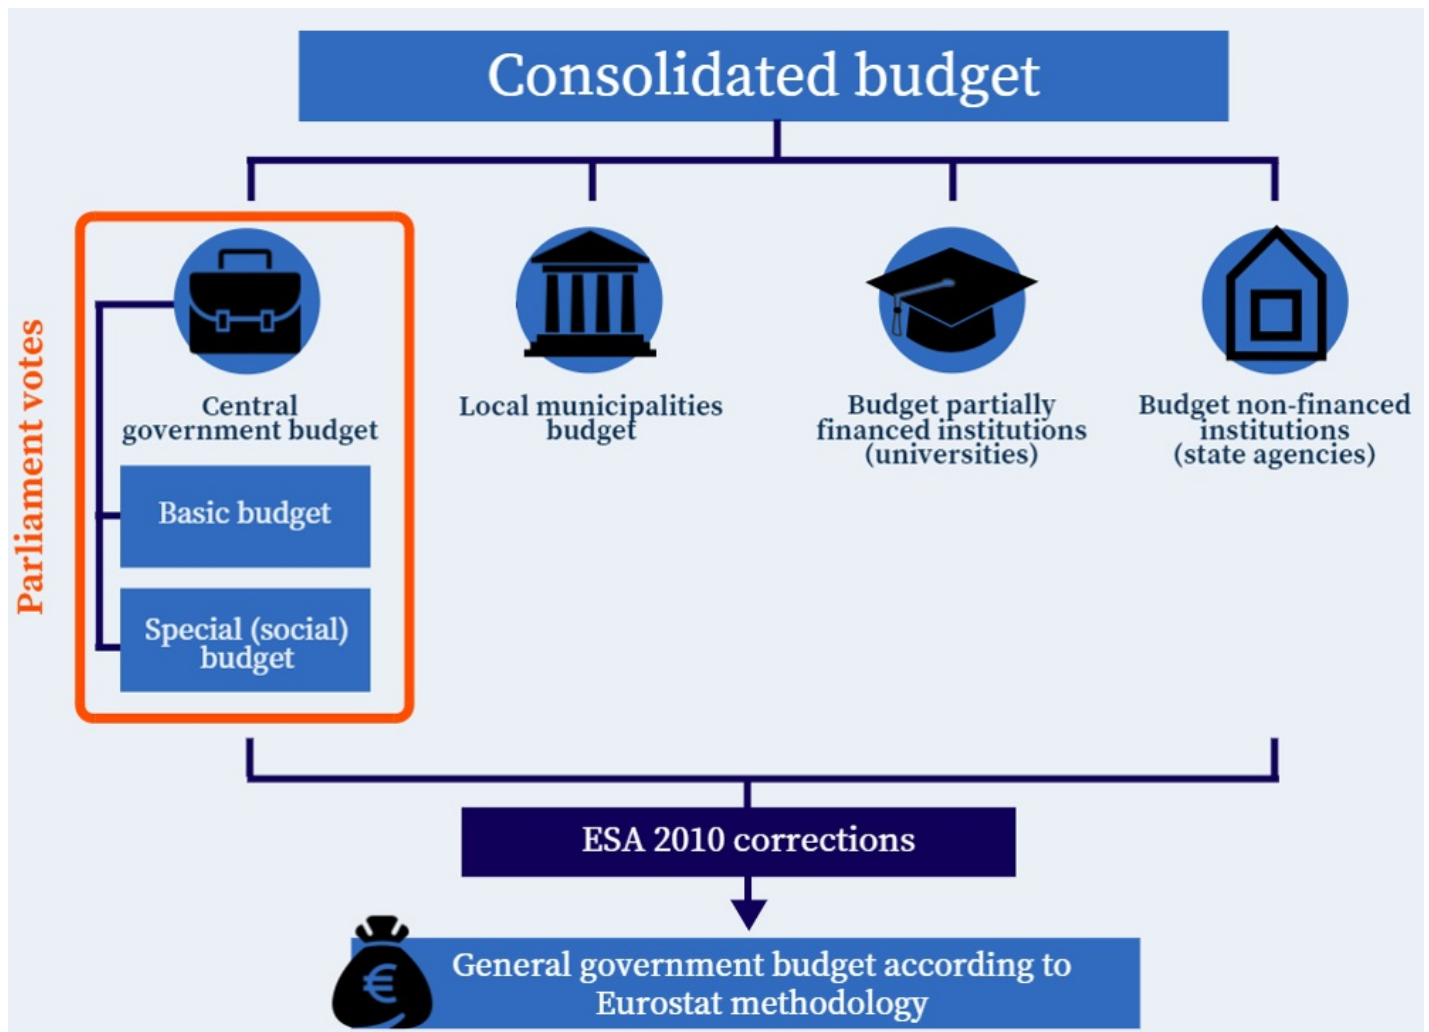 Consolidated budget
Parliament votes
Central
government budget
Basic budget
Special (social)
budget
Local municipalities
budget
Budget partially
financed institutions
(universities)
Budget non-financed
institutions
(state agencies)
ESA 2010 corrections
€
General government budget according to
Eurostat methodology